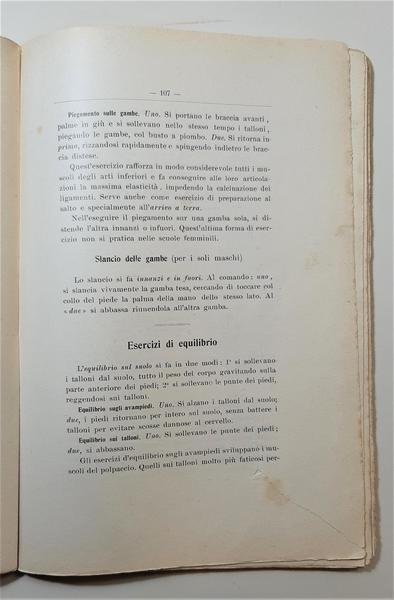 — 107 —
Piegamento sulle gambe. Uno. Si portano le braccia avanti,
palme in giù e si sollevano nello stesso tempo i talloni,
piegando le gambe, col busto a piombo. Due. Si ritorna in
primo, rizzandosi rapidamente e spingendo indietro le brac-
cia distese.
Quest'esercizio rafforza in modo considerevole tutti i mu-
scoli degli arti inferiori e fa conseguire alle loro articola-
zioni la massima elasticità, impedendo la calcinazione dei
ligamenti. Serve anche come esercizio di preparazione al
salto e specialmente all'arrivo a terra.
Nell'eseguire il piegamento su una gamba sola, si di-
stende l'altra innanzi o infuori. Quest'ultima forma di eser-
cizio non si pratica nelle scuole femminili.
Slancio delle gambe (per i soli maschi)
Lo slancio si fa innanzi e in fuori. Al comando: uno,
si slancia vivamente la gamba tesa, cercando di toccare col
collo del piede la palma della mano dello stesso lato. Al
« due » si abbassa riunendola all'altra gamba.
Esercizi di equilibrio
L'equilibrio sul suolo si fa in due modi: 1° si sollevano
i talloni dal suolo, tutto il peso del corpo gravitando sulla
parte anteriore dei piedi; 2° si sollevano le punte dei piedi,
reggendosi sui talloni.
Equilibrio sugli avampiedi. Uno. Si alzano i talloni dal suolo;
due, i piedi ritornano per intero sul suolo, senza battere i
talloni per evitare scosse dannose al cervello.
Equilibrio sui talloni. Uno. Si sollevano le punte dei piedi;
due, si abbassano.
Gli esercizi d'equilibrio sugli avampiedi sviluppano i mu-
scoli del polpaccio. Quelli sui talloni molto più faticosi per-